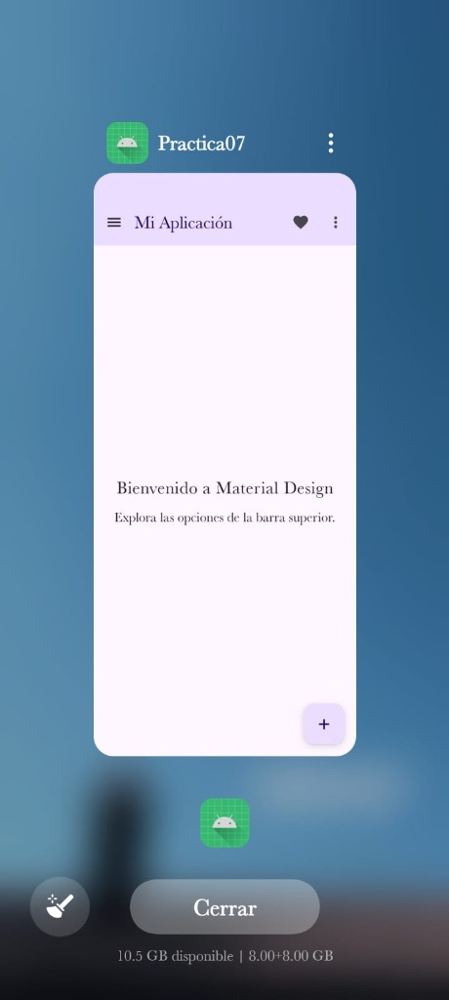 Practica07
Mi Aplicación
Bienvenido a Material Design
Explora las opciones de la barra superior.
+
Cerrar
10.5 GB disponible | 8.00+8.00 GB